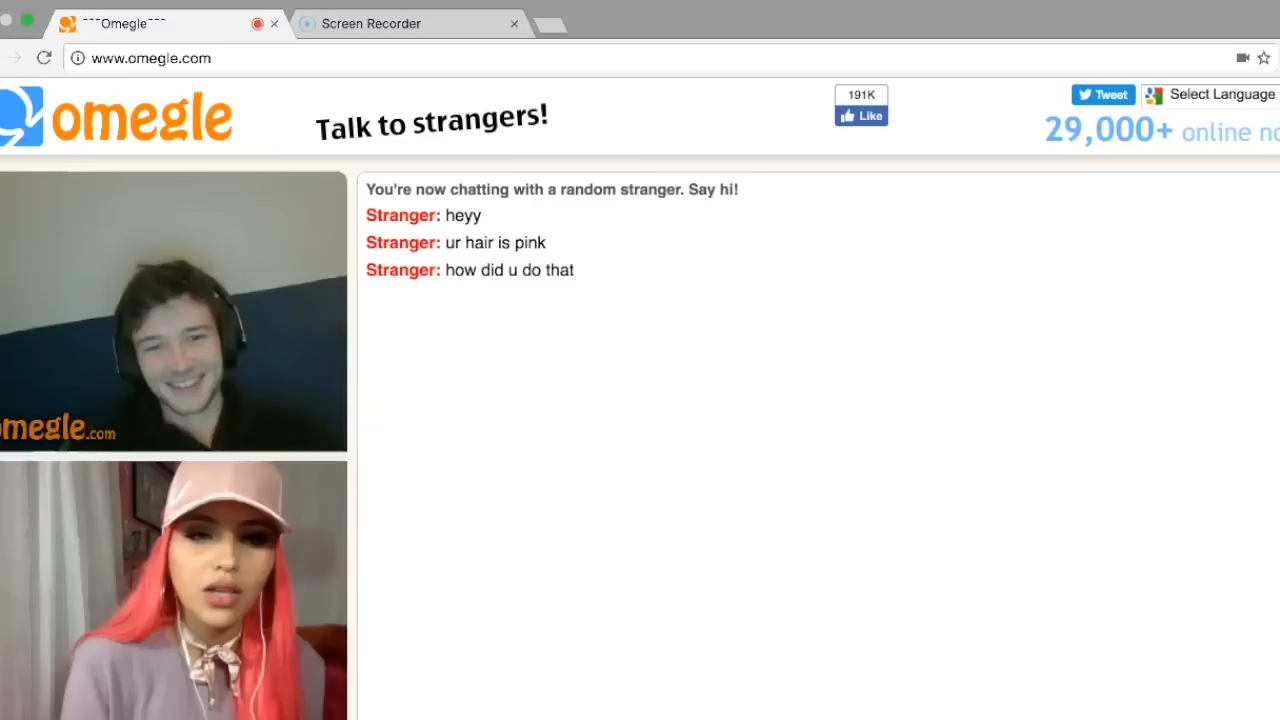 Omegle
Screen Recorder
www.omegle.com
omegle
Talk to strangers!
191K
Like
Tweet
Select Language
29,000+ online no
You're now chatting with a random stranger. Say hi!
Stranger: heyy
Stranger: ur hair is pink
Stranger: how did u do that
omegle.com